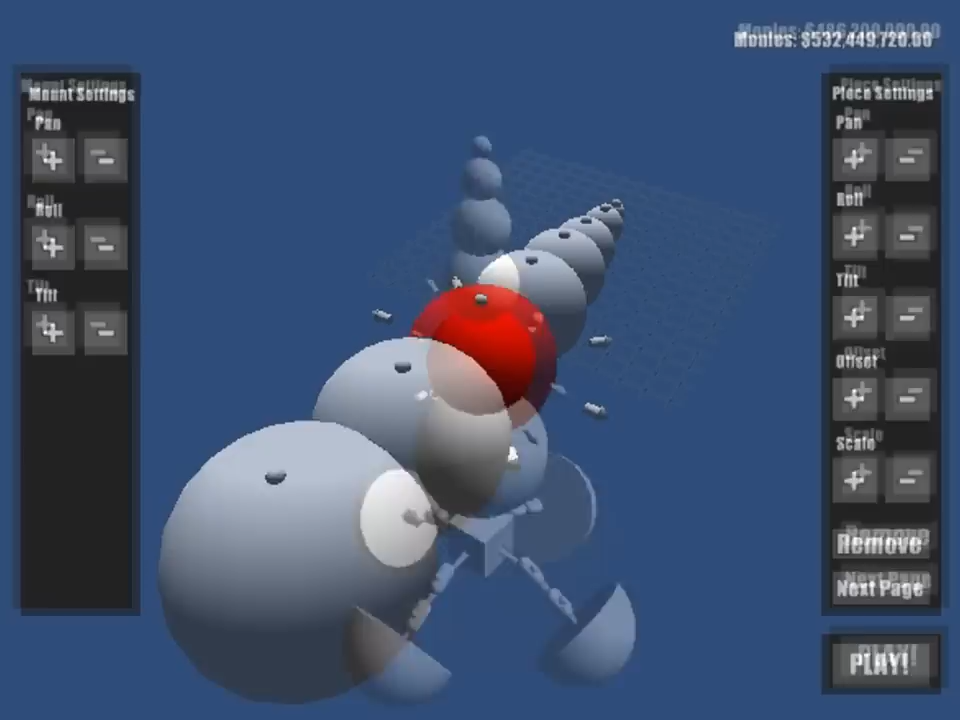 Monies: $532,449,720.00
Mount Settings
Pan
+ -
Roll
+ -
Tilt
+ -
Piece Settings
Pan
+ -
Roll
+ -
Tilt
+ -
Offset
+ -
Scale
+ -
Remove
Next Page
PLAY!